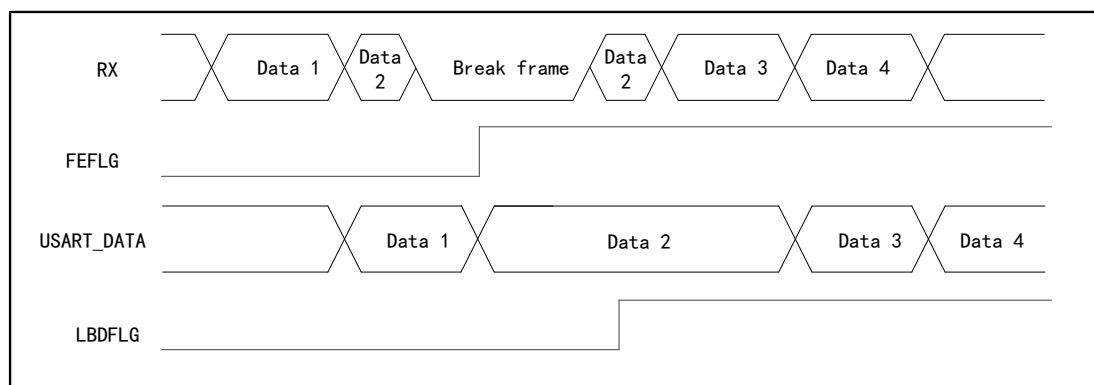 RX
Data 1
Data
2
Break frame
Data
2
Data 3
Data 4
FEFLG
USART_DATA
Data 1
Data 2
Data 3
Data 4
LBDFLG